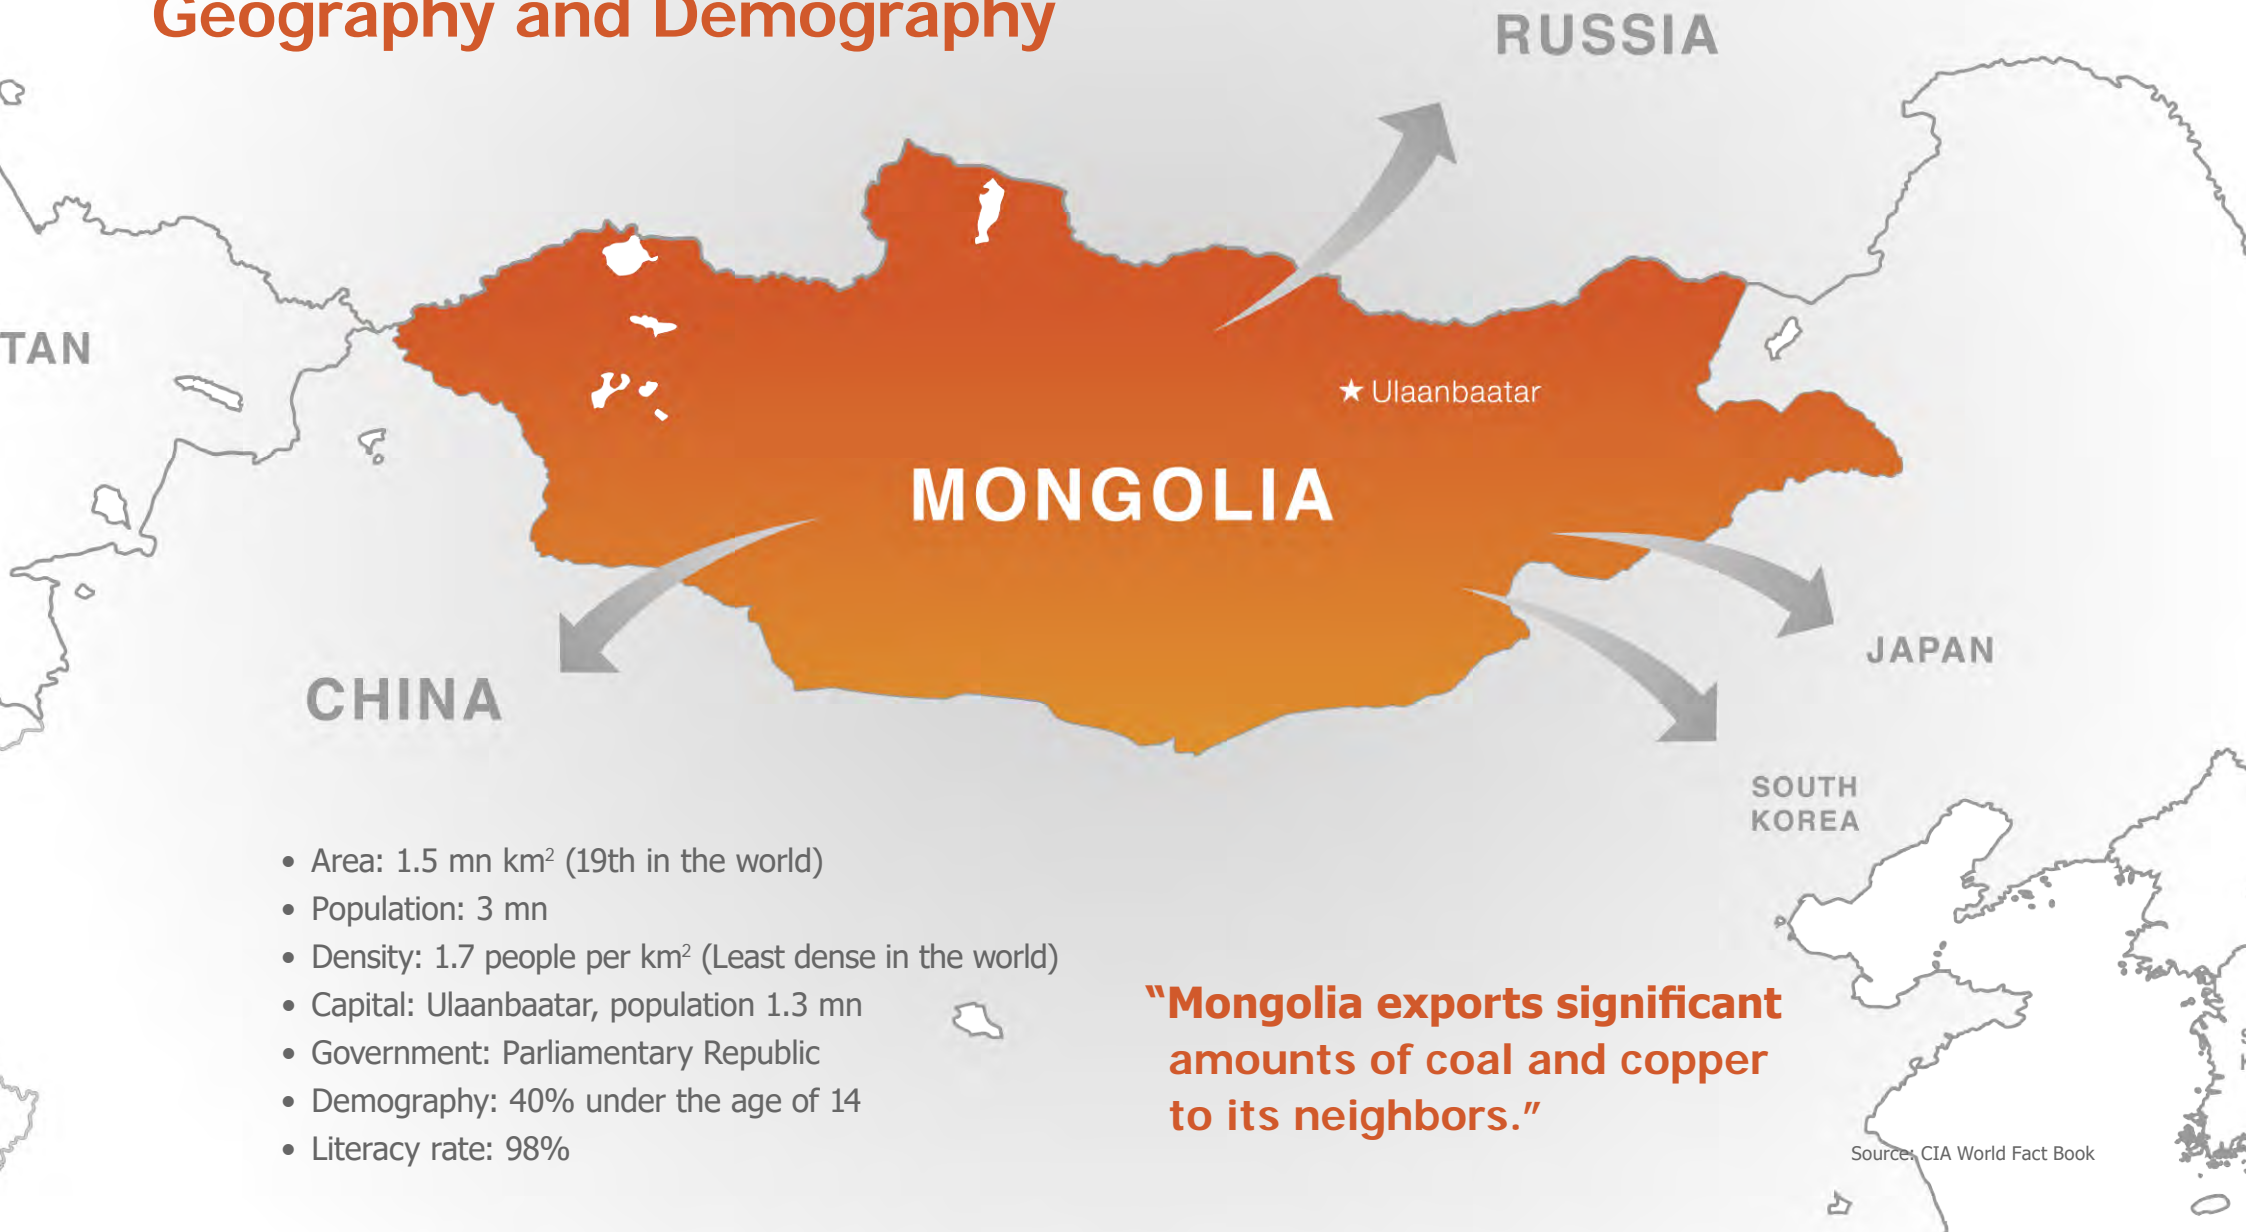 Geography and Demography
RUSSIA
TAN
★ Ulaanbaatar
MONGOLIA
CHINA
JAPAN
SOUTH
KOREA
• Area: 1.5 mn km² (19th in the world)
• Population: 3 mn
• Density: 1.7 people per km² (Least dense in the world)
• Capital: Ulaanbaatar, population 1.3 mn
• Government: Parliamentary Republic
• Demography: 40% under the age of 14
• Literacy rate: 98%
“Mongolia exports significant
amounts of coal and copper
to its neighbors.”
Source: CIA World Fact Book